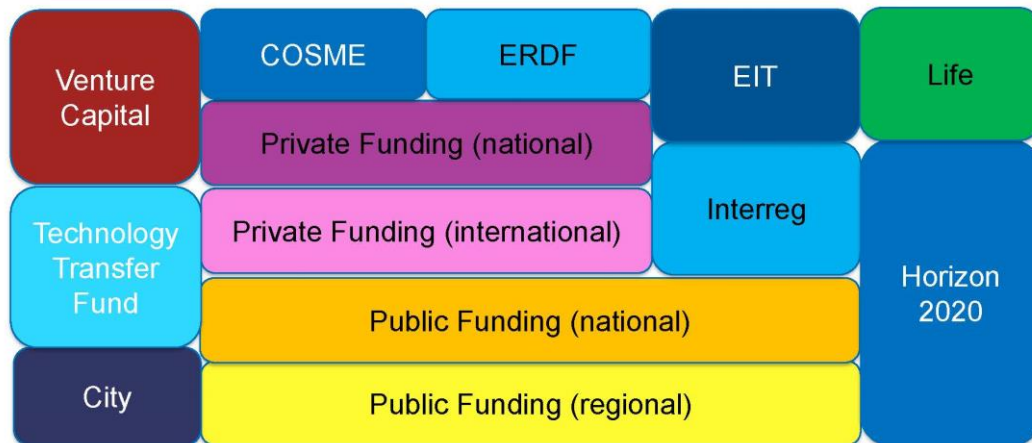 Venture
Capital
COSME
ERDF
EIT
Life
Private Funding (national)
Technology
Transfer
Fund
Private Funding (international)
Interreg
Horizon
2020
Public Funding (national)
City
Public Funding (regional)